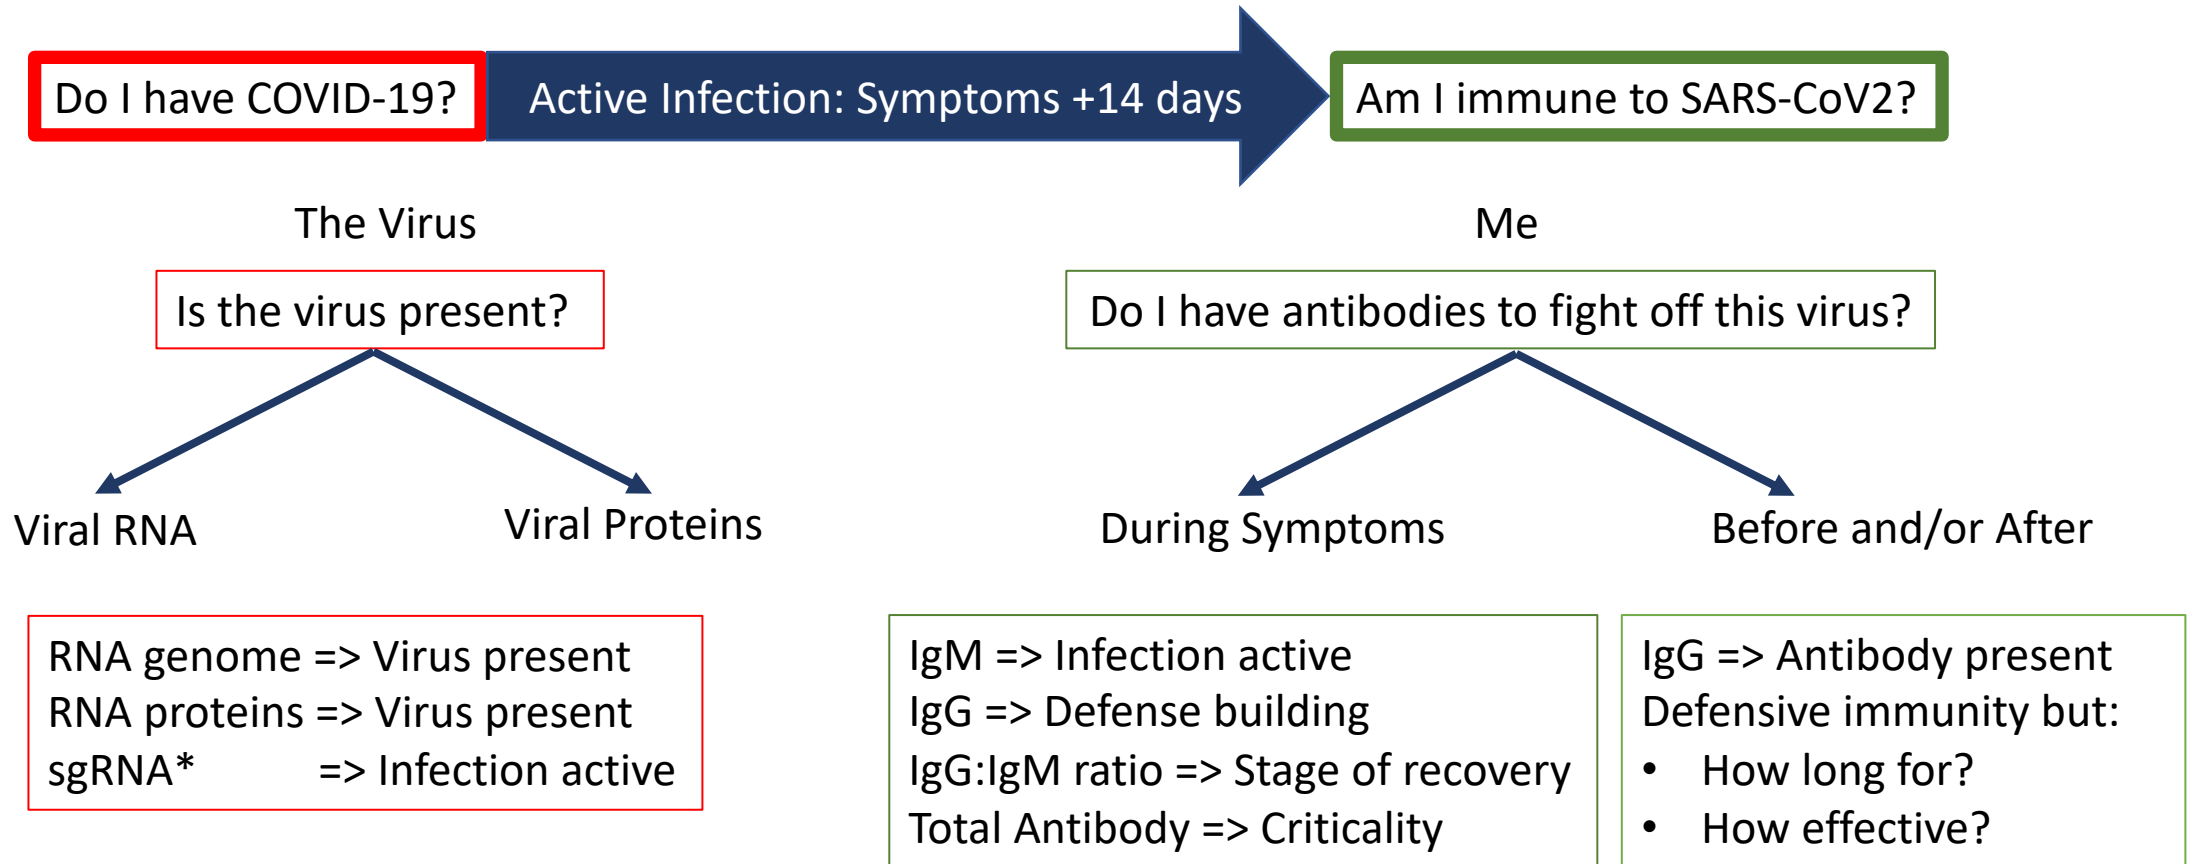 Do I have COVID-19?
Active Infection: Symptoms +14 days
Am I immune to SARS-CoV2?
The Virus
Me
Is the virus present?
Do I have antibodies to fight off this virus?
Viral RNA
Viral Proteins
During Symptoms
Before and/or After
RNA genome => Virus present
RNA proteins => Virus present
sgRNA* => Infection active
IgM => Infection active
IgG => Defense building
IgG:IgM ratio => Stage of recovery
Total Antibody => Criticality
IgG => Antibody present
Defensive immunity but:
• How long for?
• How effective?